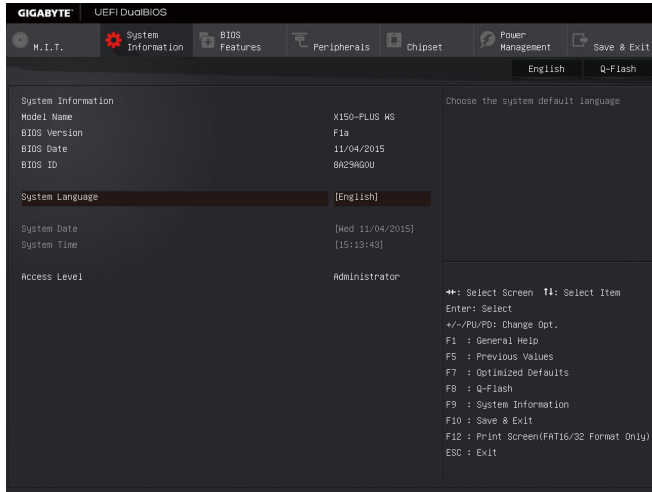 GIGABYTE™ UEFI DualBIOS
M.I.T. System Information BIOS Features Peripherals Chipset Power Management Save & Exit
English Q-Flash
System Information
Model Name X150-PLUS WS
BIOS Version F1a
BIOS Date 11/04/2015
BIOS ID 8A29AG0U
System Language [English]
System Date [Wed 11/04/2015]
System Time [15:13:43]
Access Level Administrator
Choose the system default language
→←: Select Screen ↑↓: Select Item
Enter: Select
+/-/PU/PD: Change Opt.
F1 : General Help
F5 : Previous Values
F7 : Optimized Defaults
F8 : Q-Flash
F9 : System Information
F10 : Save & Exit
F12 : Print Screen(FAT16/32 Format Only)
ESC : Exit